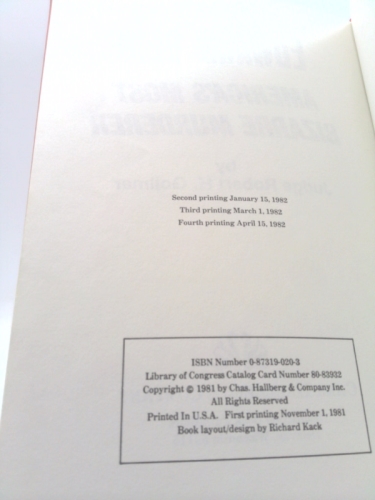 Second printing January 15, 1982
Third printing March 1, 1982
Fourth printing April 15, 1982
ISBN Number 0-87319-020-3
Library of Congress Catalog Card Number 80-83932
Copyright © 1981 by Chas. Hallberg & Company Inc.
All Rights Reserved
Printed In U.S.A. First printing November 1, 1981
Book layout/design by Richard Kack